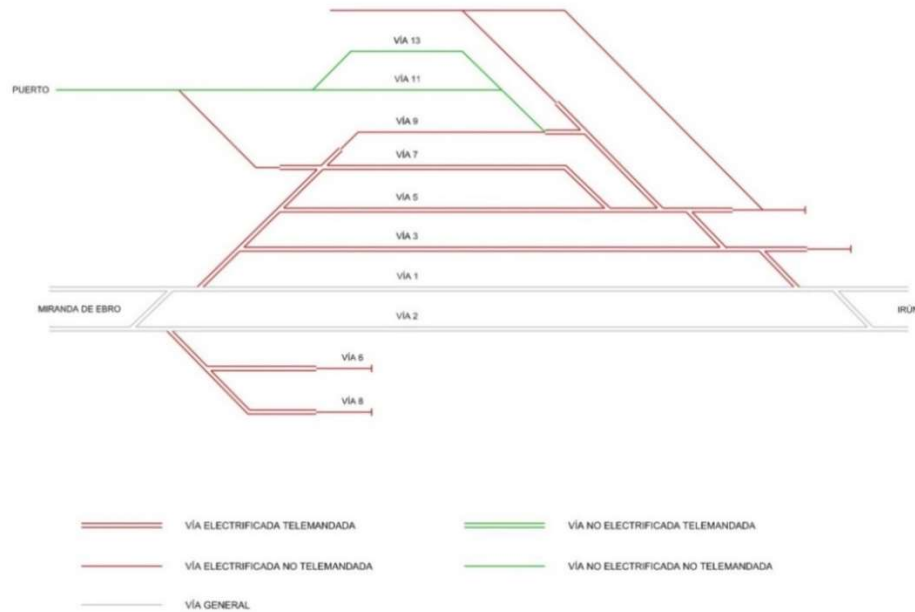 VÍA 13
PUERTO
VÍA 11
VÍA 9
VÍA 7
VÍA 5
VÍA 3
VÍA 1
MIRANDA DE EBRO
IRÚN
VÍA 2
VÍA 6
VÍA 8
VÍA ELECTRIFICADA TELEMANDADA
VÍA NO ELECTRIFICADA TELEMANDADA
VÍA ELECTRIFICADA NO TELEMANDADA
VÍA NO ELECTRIFICADA NO TELEMANDADA
VÍA GENERAL